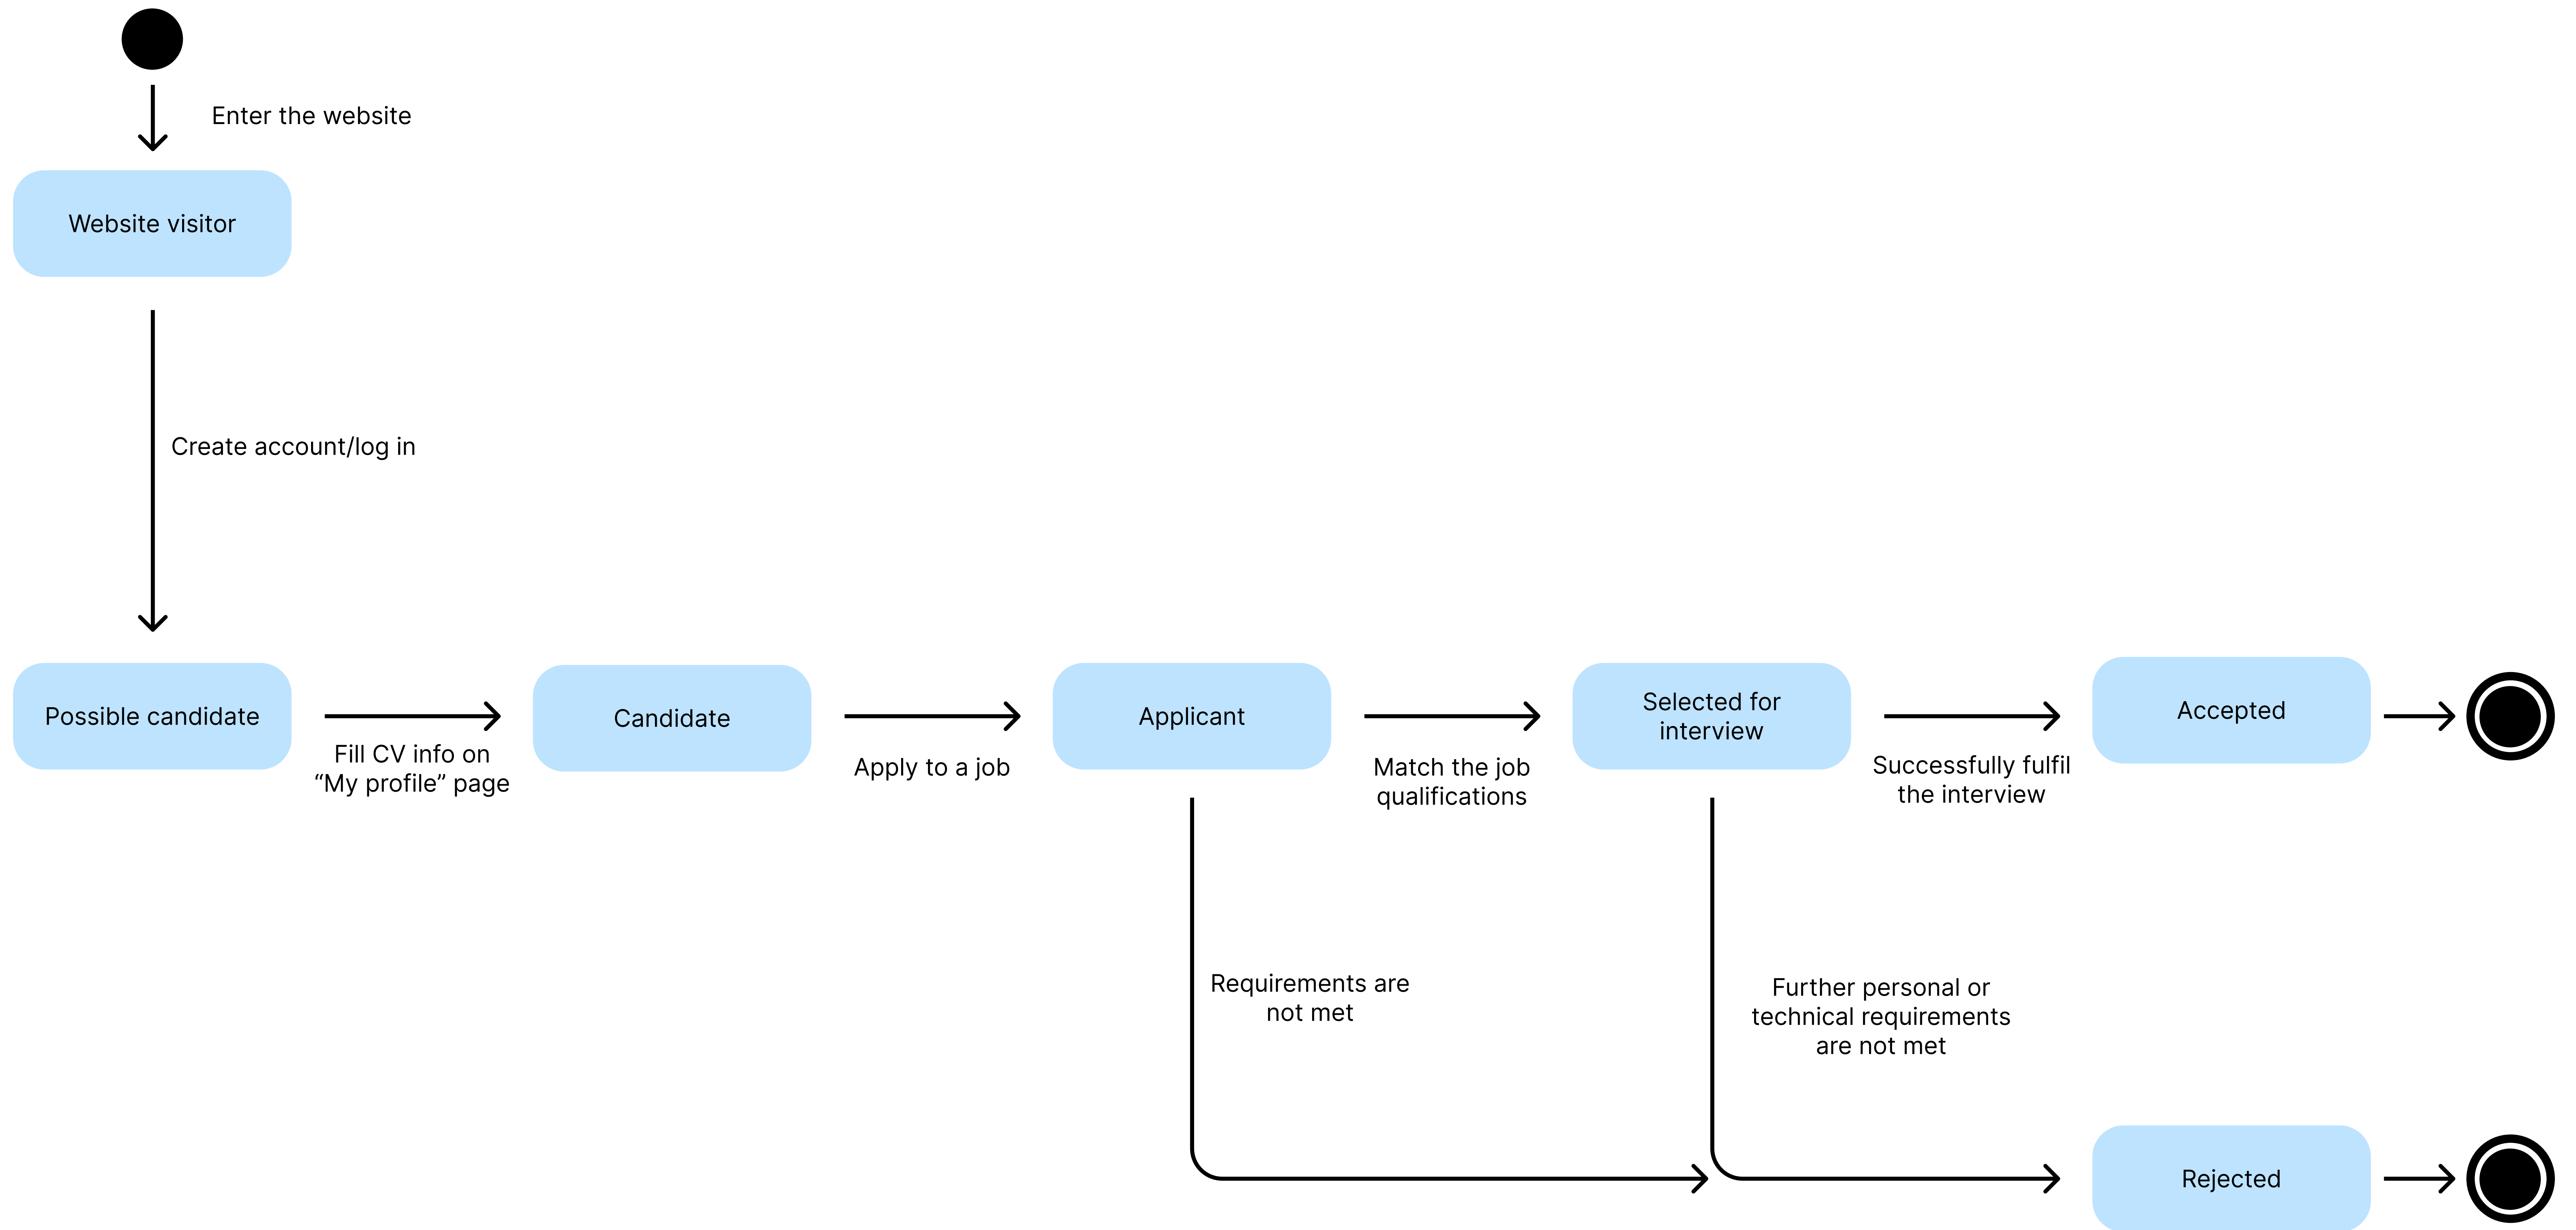 Enter the website
Website visitor
Create account/log in
Possible candidate
Fill CV info on
“My profile” page
Candidate
Apply to a job
Applicant
Match the job
qualifications
Selected for
interview
Successfully fulfil
the interview
Accepted
Requirements are
not met
Further personal or
technical requirements
are not met
Rejected